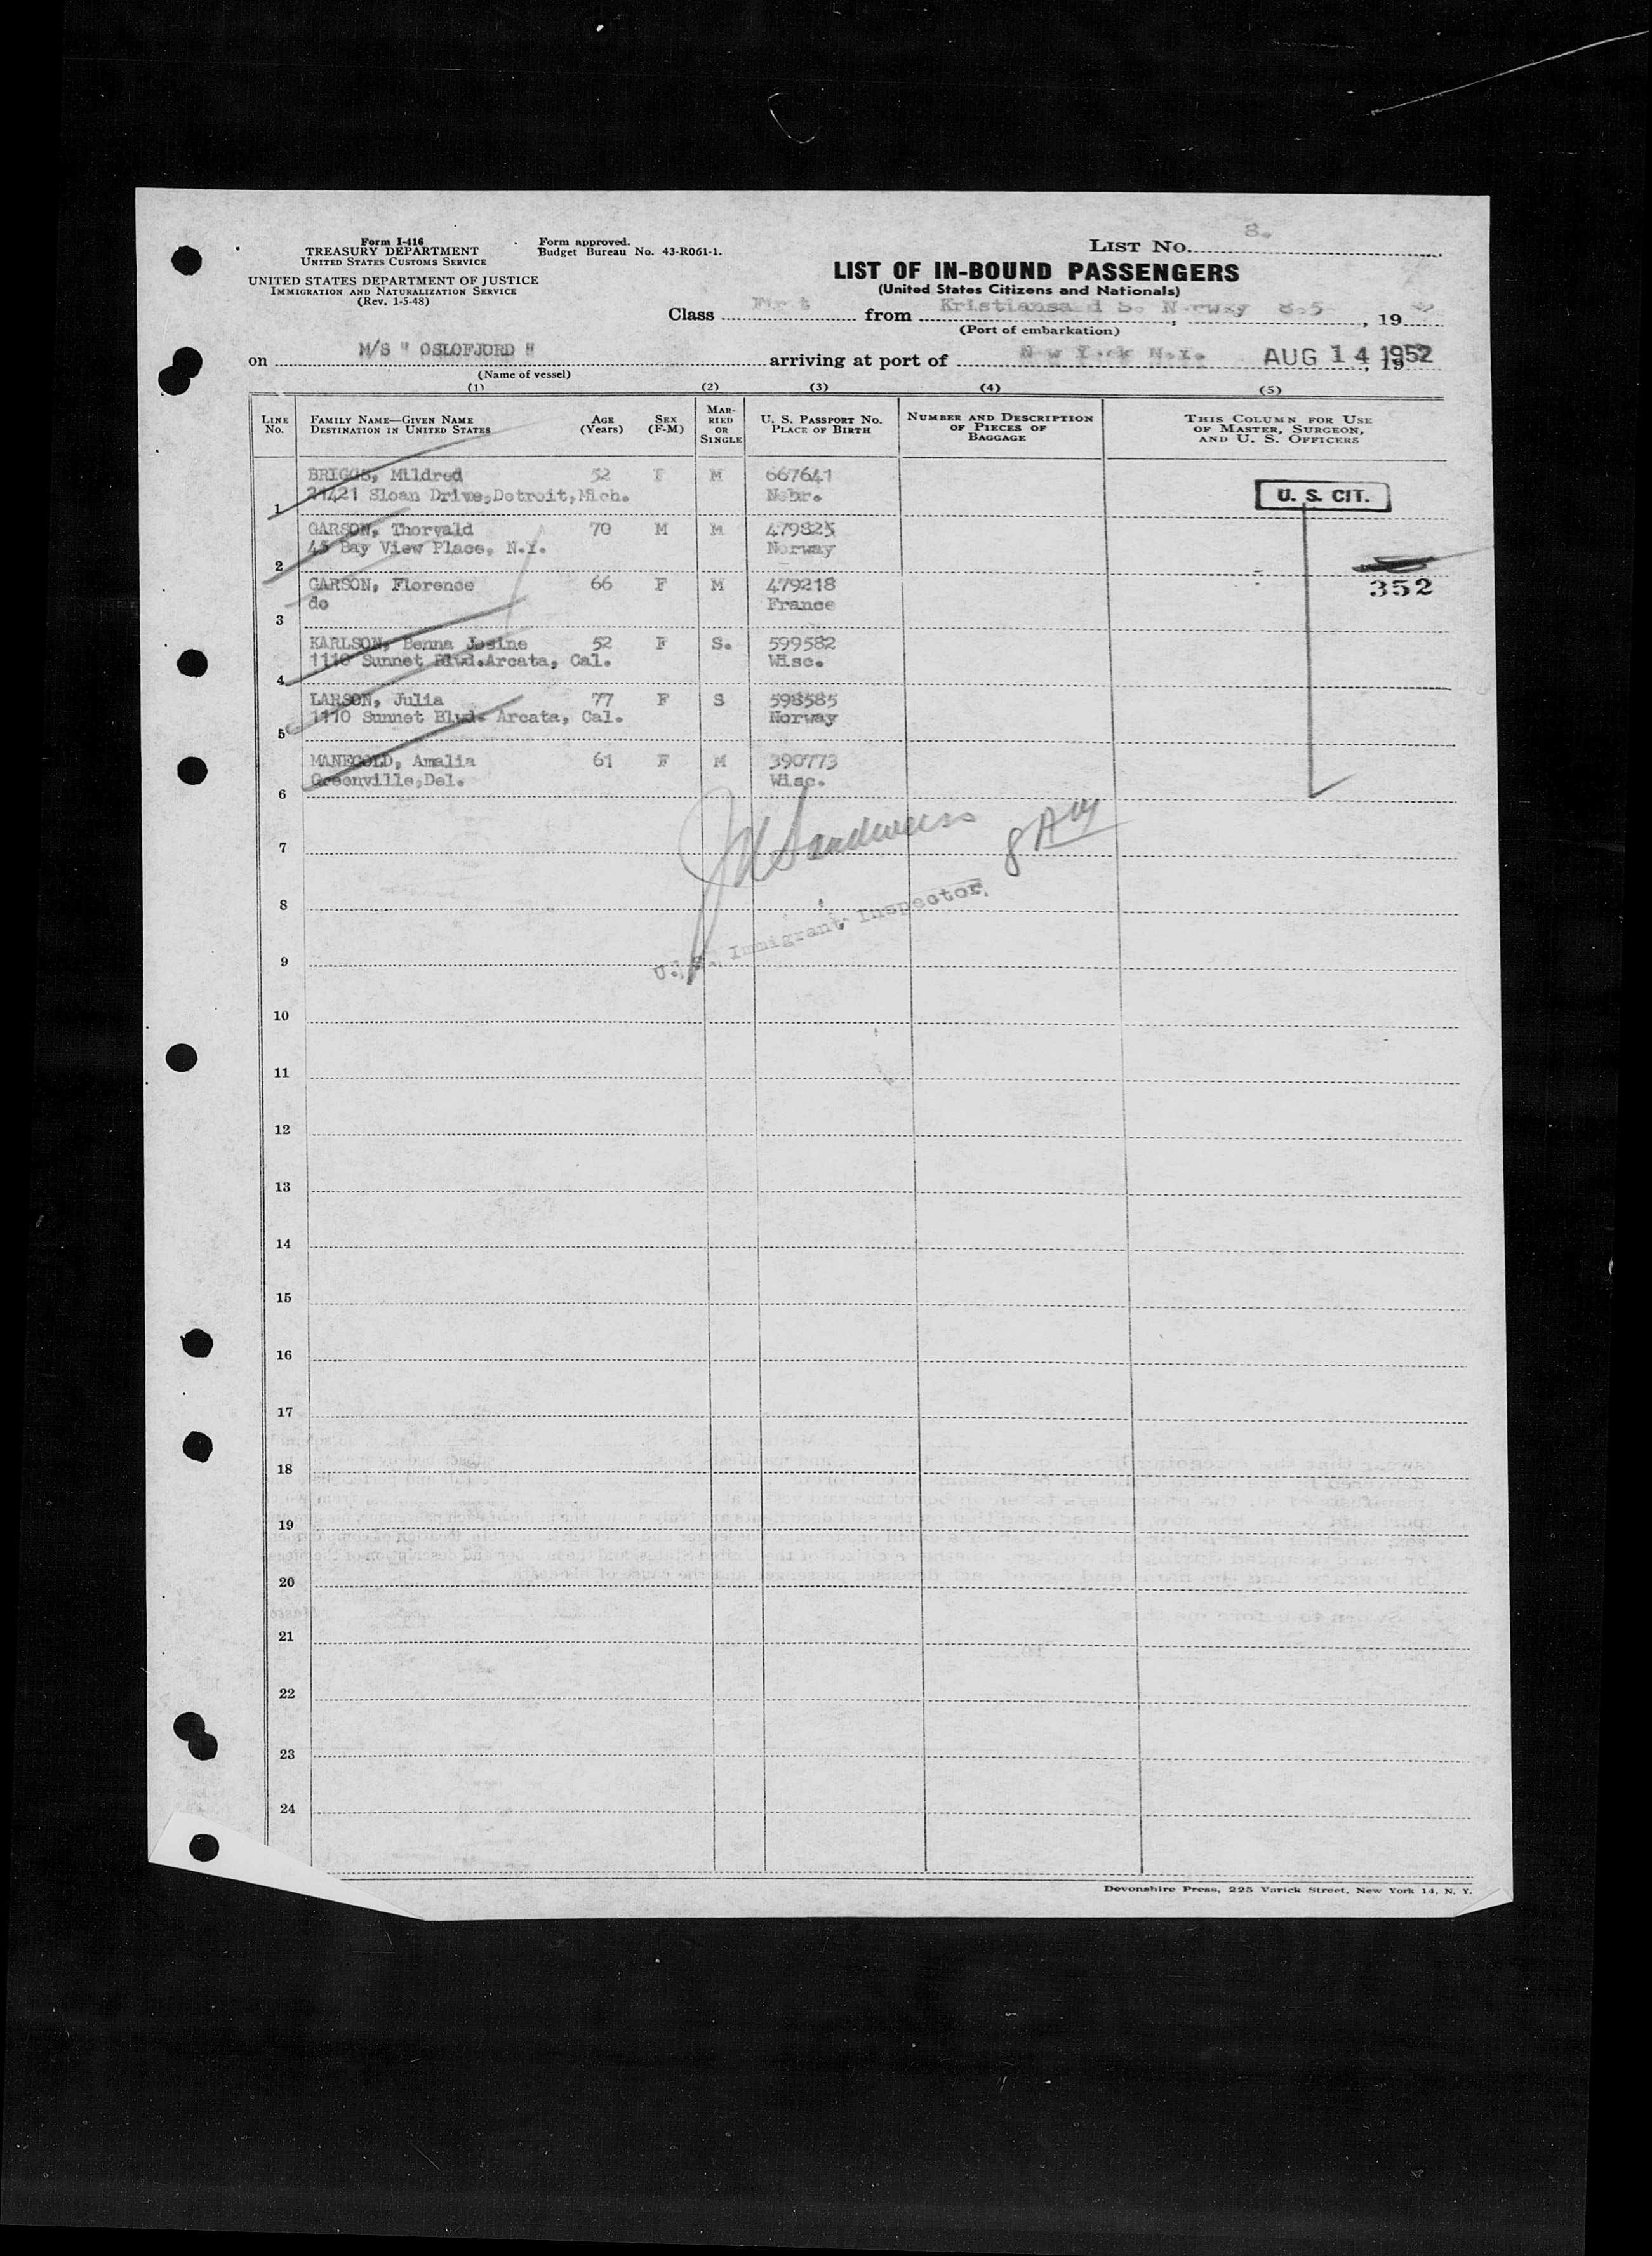 Form I-416
TREASURY DEPARTMENT
UNITED STATES CUSTOMS SERVICE
UNITED STATES DEPARTMENT OF JUSTICE
IMMIGRATION AND NATURALIZATION SERVICE
(Rev. 1-5-48)
Form approved.
Budget Bureau No. 43-R061-1.
LIST NO. 8.
LIST OF IN-BOUND PASSENGERS
(United States Citizens and Nationals)
Class First from Kristiansand S. Norway 8.5 , 19
(Port of embarkation)
on M/S " OSLOFJORD " arriving at port of New York N.Y. AUG 14 1952
(Name of vessel)
(1) (2) (3) (4) (5)
LINE No. FAMILY NAME—GIVEN NAME DESTINATION IN UNITED STATES AGE (Years) SEX (F-M) MARRIED OR SINGLE U. S. PASSPORT NO. PLACE OF BIRTH NUMBER AND DESCRIPTION OF PIECES OF BAGGAGE THIS COLUMN FOR USE OF MASTER, SURGEON, AND U. S. OFFICERS
BRIGGS, Mildred 52 F M 667641
1 21421 Sloan Drive,Detroit,Mich. Nebr. U. S. CIT.
GARSON, Thorvald 70 M M 479825
2 45 Bay View Place, N.Y. Norway
GARSON, Florence 66 F M 479218 352
3 do France
KARLSON, Benna Josine 52 F S. 599582
4 1110 Sunnet Blvd.Arcata, Cal. Wisc.
LARSON, Julia 77 F S 598585
5 1110 Sunnet Blvd. Arcata, Cal. Norway
MANEGOLD, Amalia 61 F M 390773
6 Greenville,Del. Wisc.
7 J Sandweiss
8
U.S. Immigrant Inspector.
9
10
11
12
13
14
15
16
17
18
19
20
21
22
23
24
Devonshire Press, 225 Varick Street, New York 14, N. Y.